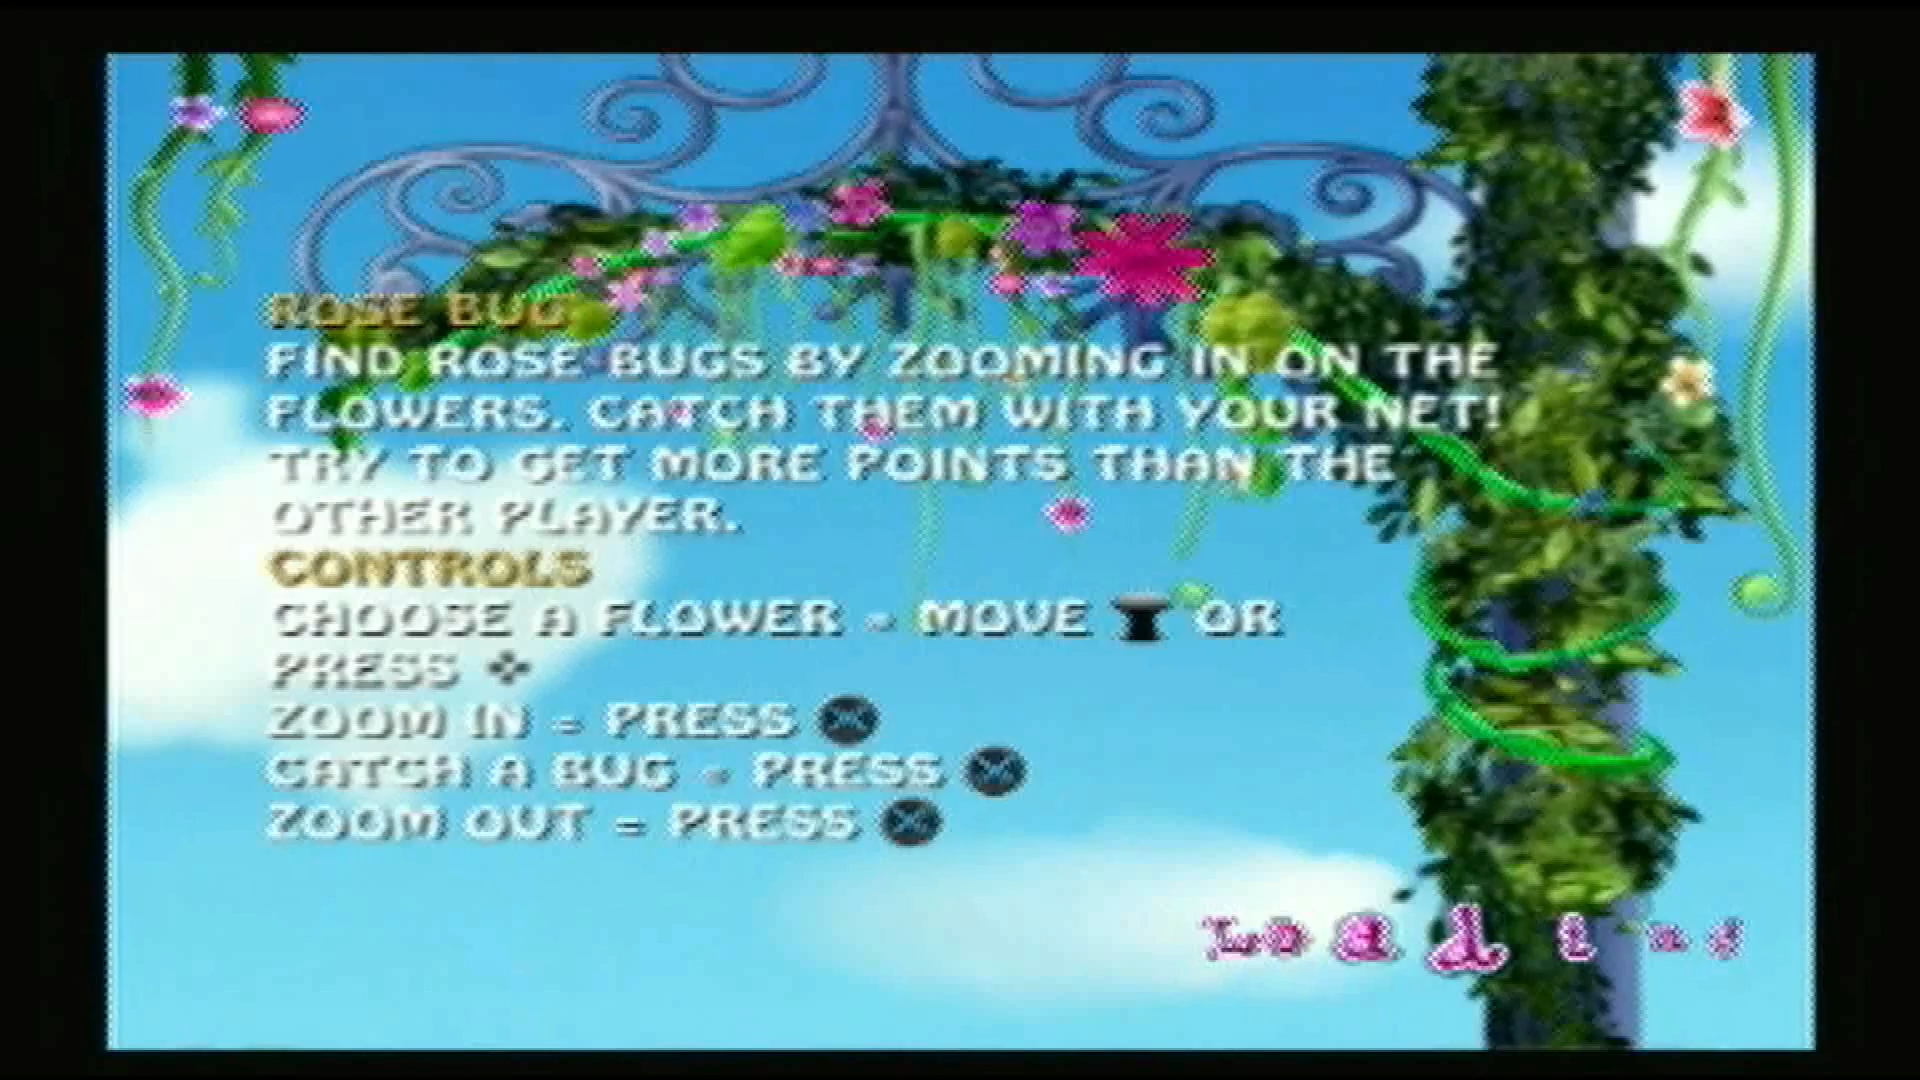 ROSE BUG
FIND ROSE BUGS BY ZOOMING IN ON THE
FLOWERS. CATCH THEM WITH YOUR NET!
TRY TO GET MORE POINTS THAN THE
OTHER PLAYER.
CONTROLS
CHOOSE A FLOWER - MOVE OR
PRESS
ZOOM IN - PRESS
CATCH A BUG - PRESS
ZOOM OUT - PRESS
Loading